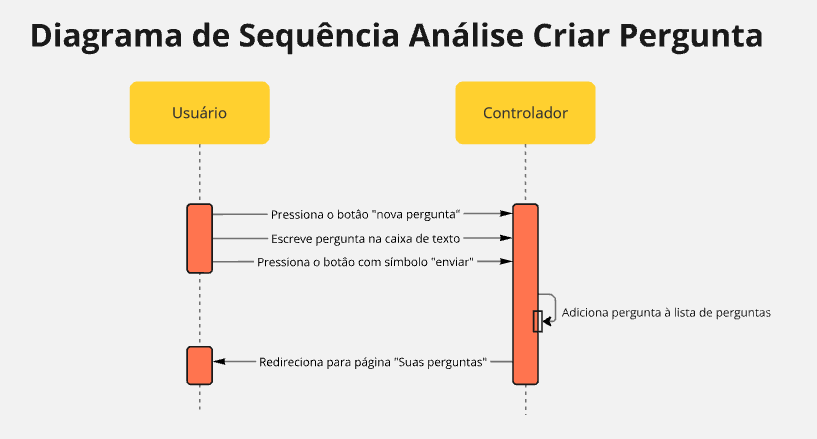 Diagrama de Sequência Análise Criar Pergunta
Usuário
Controlador
Pressiona o botão "nova pergunta"
Escreve pergunta na caixa de texto
Pressiona o botão com símbolo "enviar"
Adiciona pergunta à lista de perguntas
Redireciona para página "Suas perguntas"